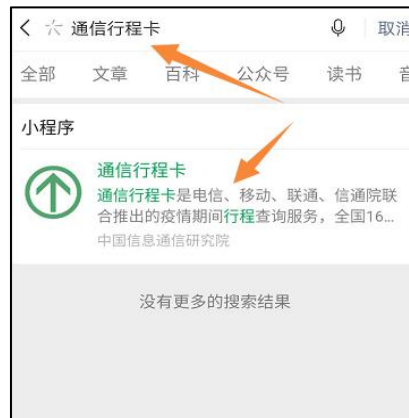 通信行程卡 取消
全部 文章 百科 公众号 读书 音
小程序
通信行程卡
通信行程卡是电信、移动、联通、信通院联
合推出的疫情期间行程查询服务，全国16...
中国信息通信研究院
没有更多的搜索结果